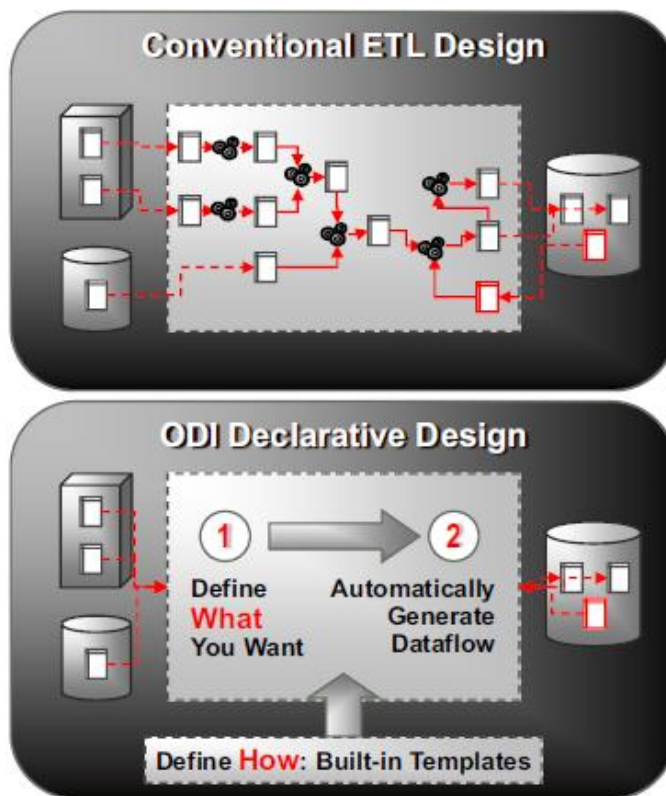 Conventional ETL Design
ODI Declarative Design
1
2
Define
What
You Want
Automatically
Generate
Dataflow
Define How: Built-in Templates